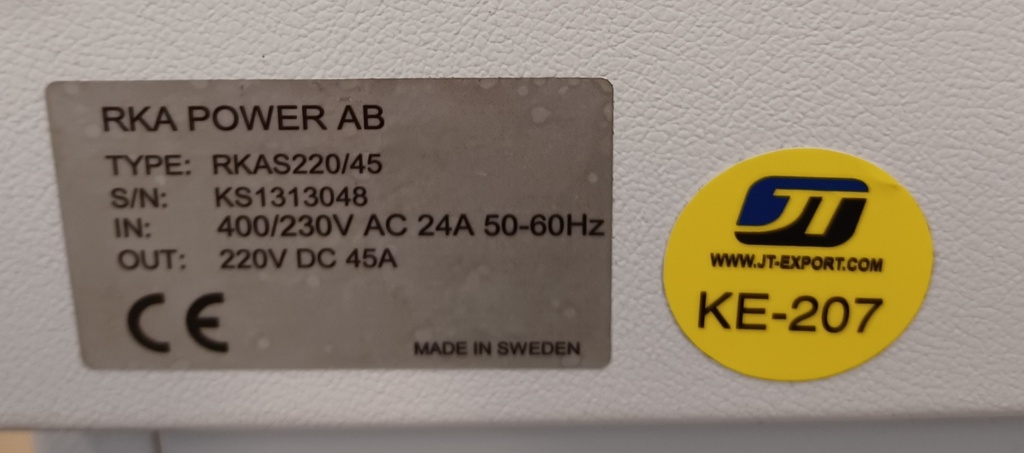 RKA POWER AB
TYPE: RKAS220/45
S/N: KS1313048
IN: 400/230V AC 24A 50-60Hz
OUT: 220V DC 45A
CE
MADE IN SWEDEN
JT
WWW.JT-EXPORT.COM
KE-207